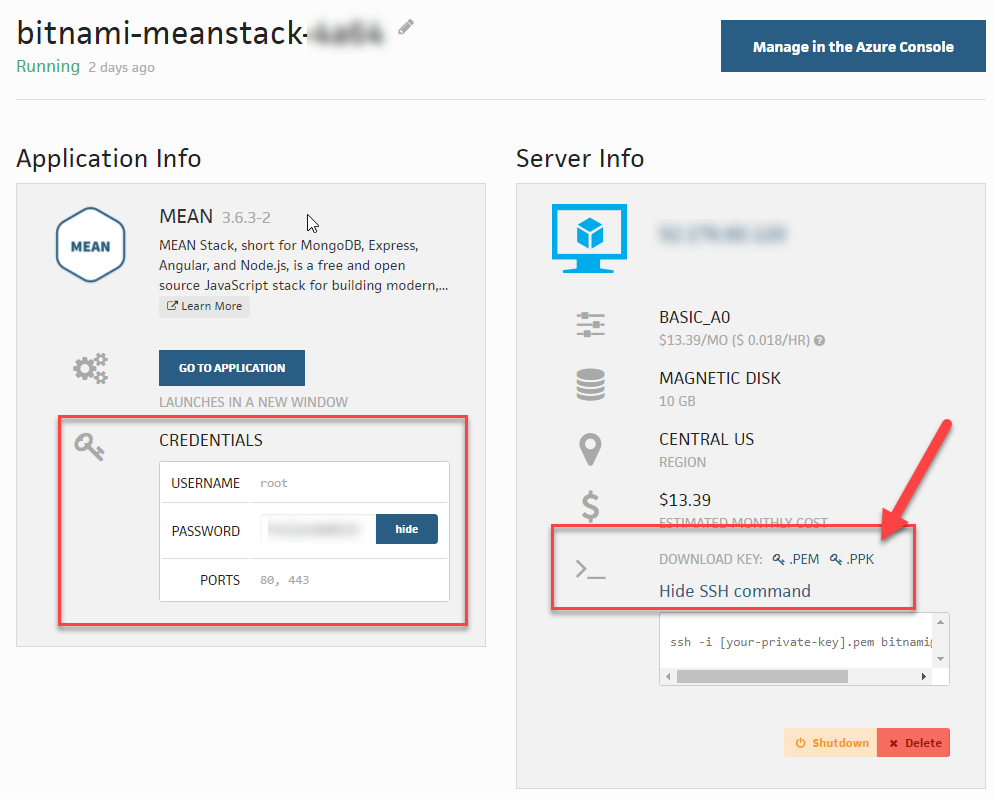 bitnami-meanstack-
Running 2 days ago
Manage in the Azure Console
Application Info
MEAN
MEAN 3.6.3-2
MEAN Stack, short for MongoDB, Express,
Angular, and Node.js, is a free and open
source JavaScript stack for building modern,...
Learn More
GO TO APPLICATION
LAUNCHES IN A NEW WINDOW
CREDENTIALS
USERNAME root
PASSWORD hide
PORTS 80, 443
Server Info
BASIC_A0
$13.39/MO ($ 0.018/HR) ?
MAGNETIC DISK
10 GB
CENTRAL US
REGION
$13.39
ESTIMATED MONTHLY COST
DOWNLOAD KEY: .PEM .PPK
Hide SSH command
ssh -i [your-private-key].pem bitnami@
Shutdown
Delete